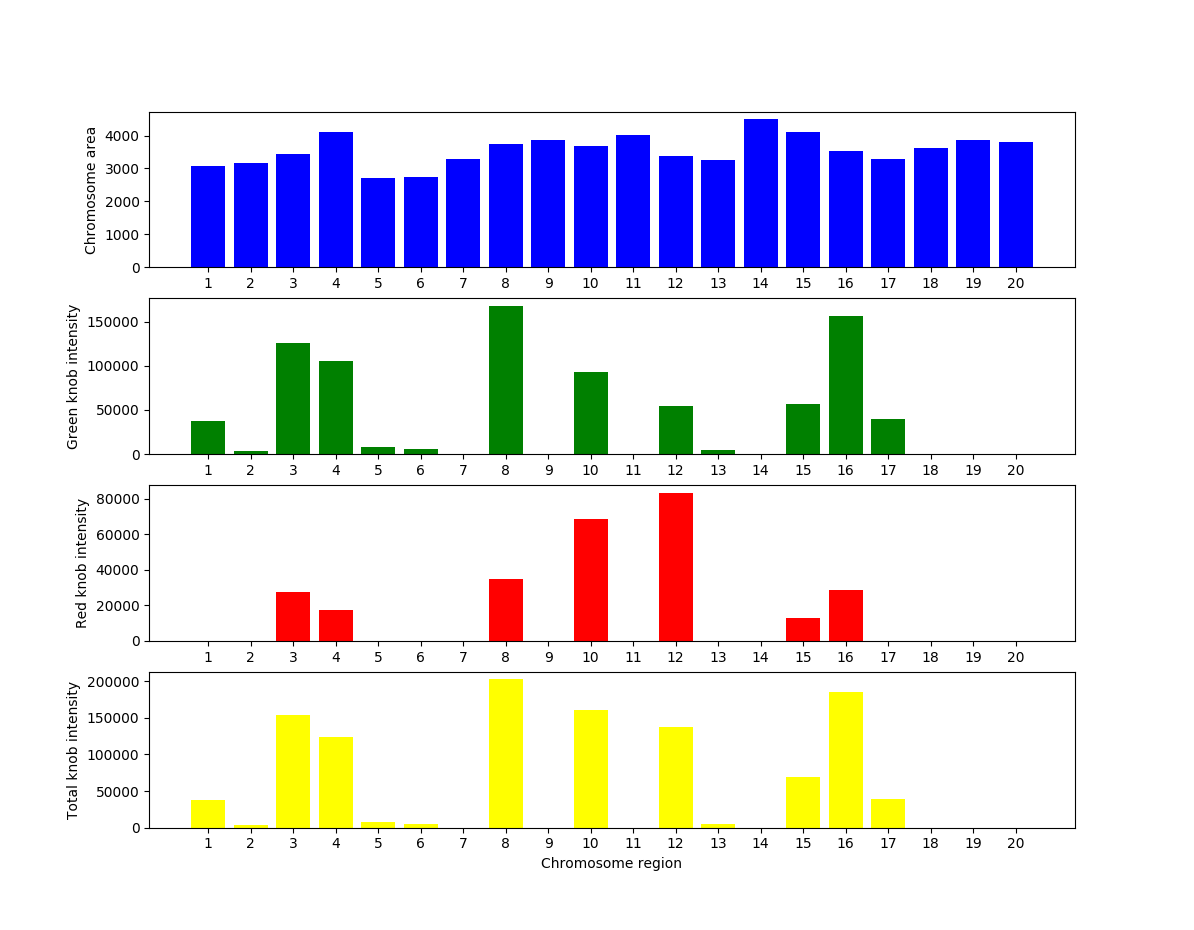 Chromosome area
4000
3000
2000
1000
0
1 2 3 4 5 6 7 8 9 10 11 12 13 14 15 16 17 18 19 20
Green knob intensity
150000
100000
50000
0
1 2 3 4 5 6 7 8 9 10 11 12 13 14 15 16 17 18 19 20
Red knob intensity
80000
60000
40000
20000
0
1 2 3 4 5 6 7 8 9 10 11 12 13 14 15 16 17 18 19 20
Total knob intensity
200000
150000
100000
50000
0
1 2 3 4 5 6 7 8 9 10 11 12 13 14 15 16 17 18 19 20
Chromosome region